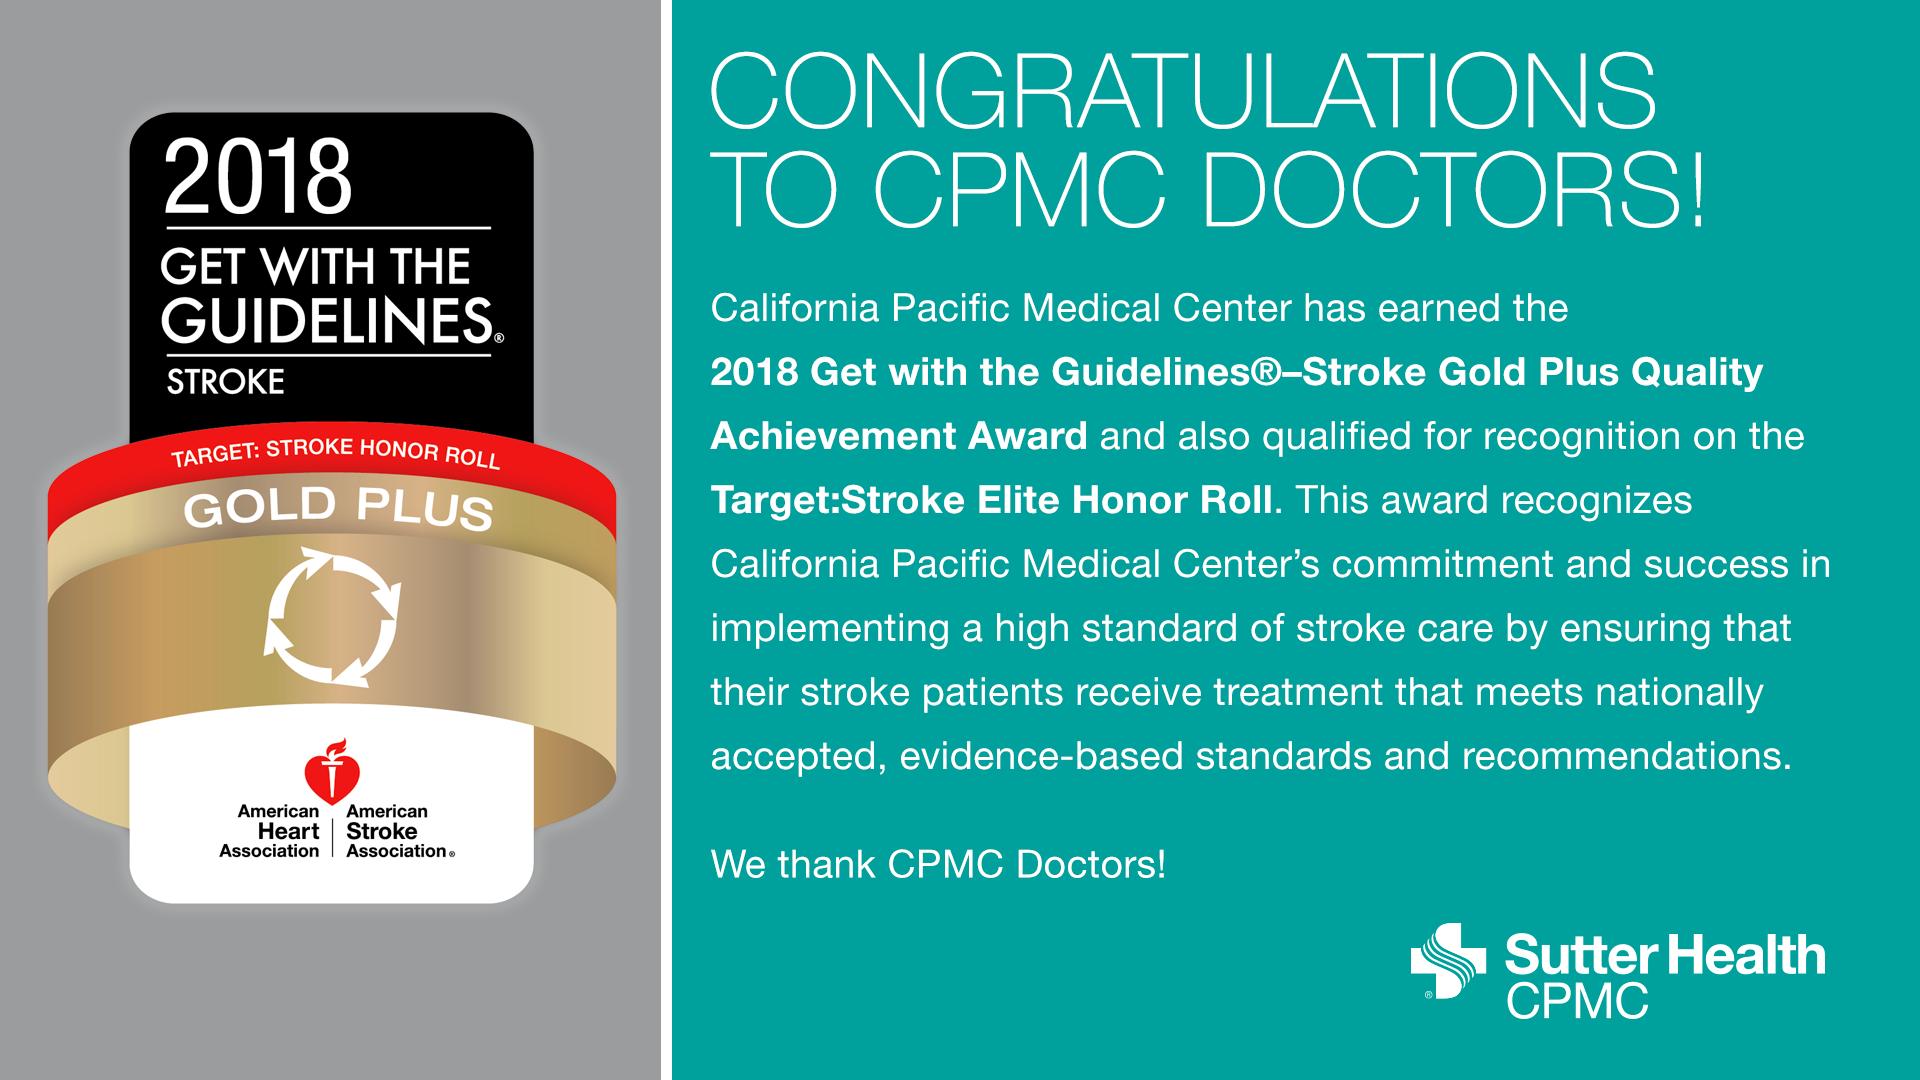 2018
GET WITH THE
GUIDELINES®
STROKE
TARGET: STROKE HONOR ROLL
GOLD PLUS
American
Heart
Association
American
Stroke
Association®
CONGRATULATIONS
TO CPMC DOCTORS!
California Pacific Medical Center has earned the
2018 Get with the Guidelines®–Stroke Gold Plus Quality
Achievement Award and also qualified for recognition on the
Target:Stroke Elite Honor Roll. This award recognizes
California Pacific Medical Center’s commitment and success in
implementing a high standard of stroke care by ensuring that
their stroke patients receive treatment that meets nationally
accepted, evidence-based standards and recommendations.
We thank CPMC Doctors!
®
Sutter Health
CPMC